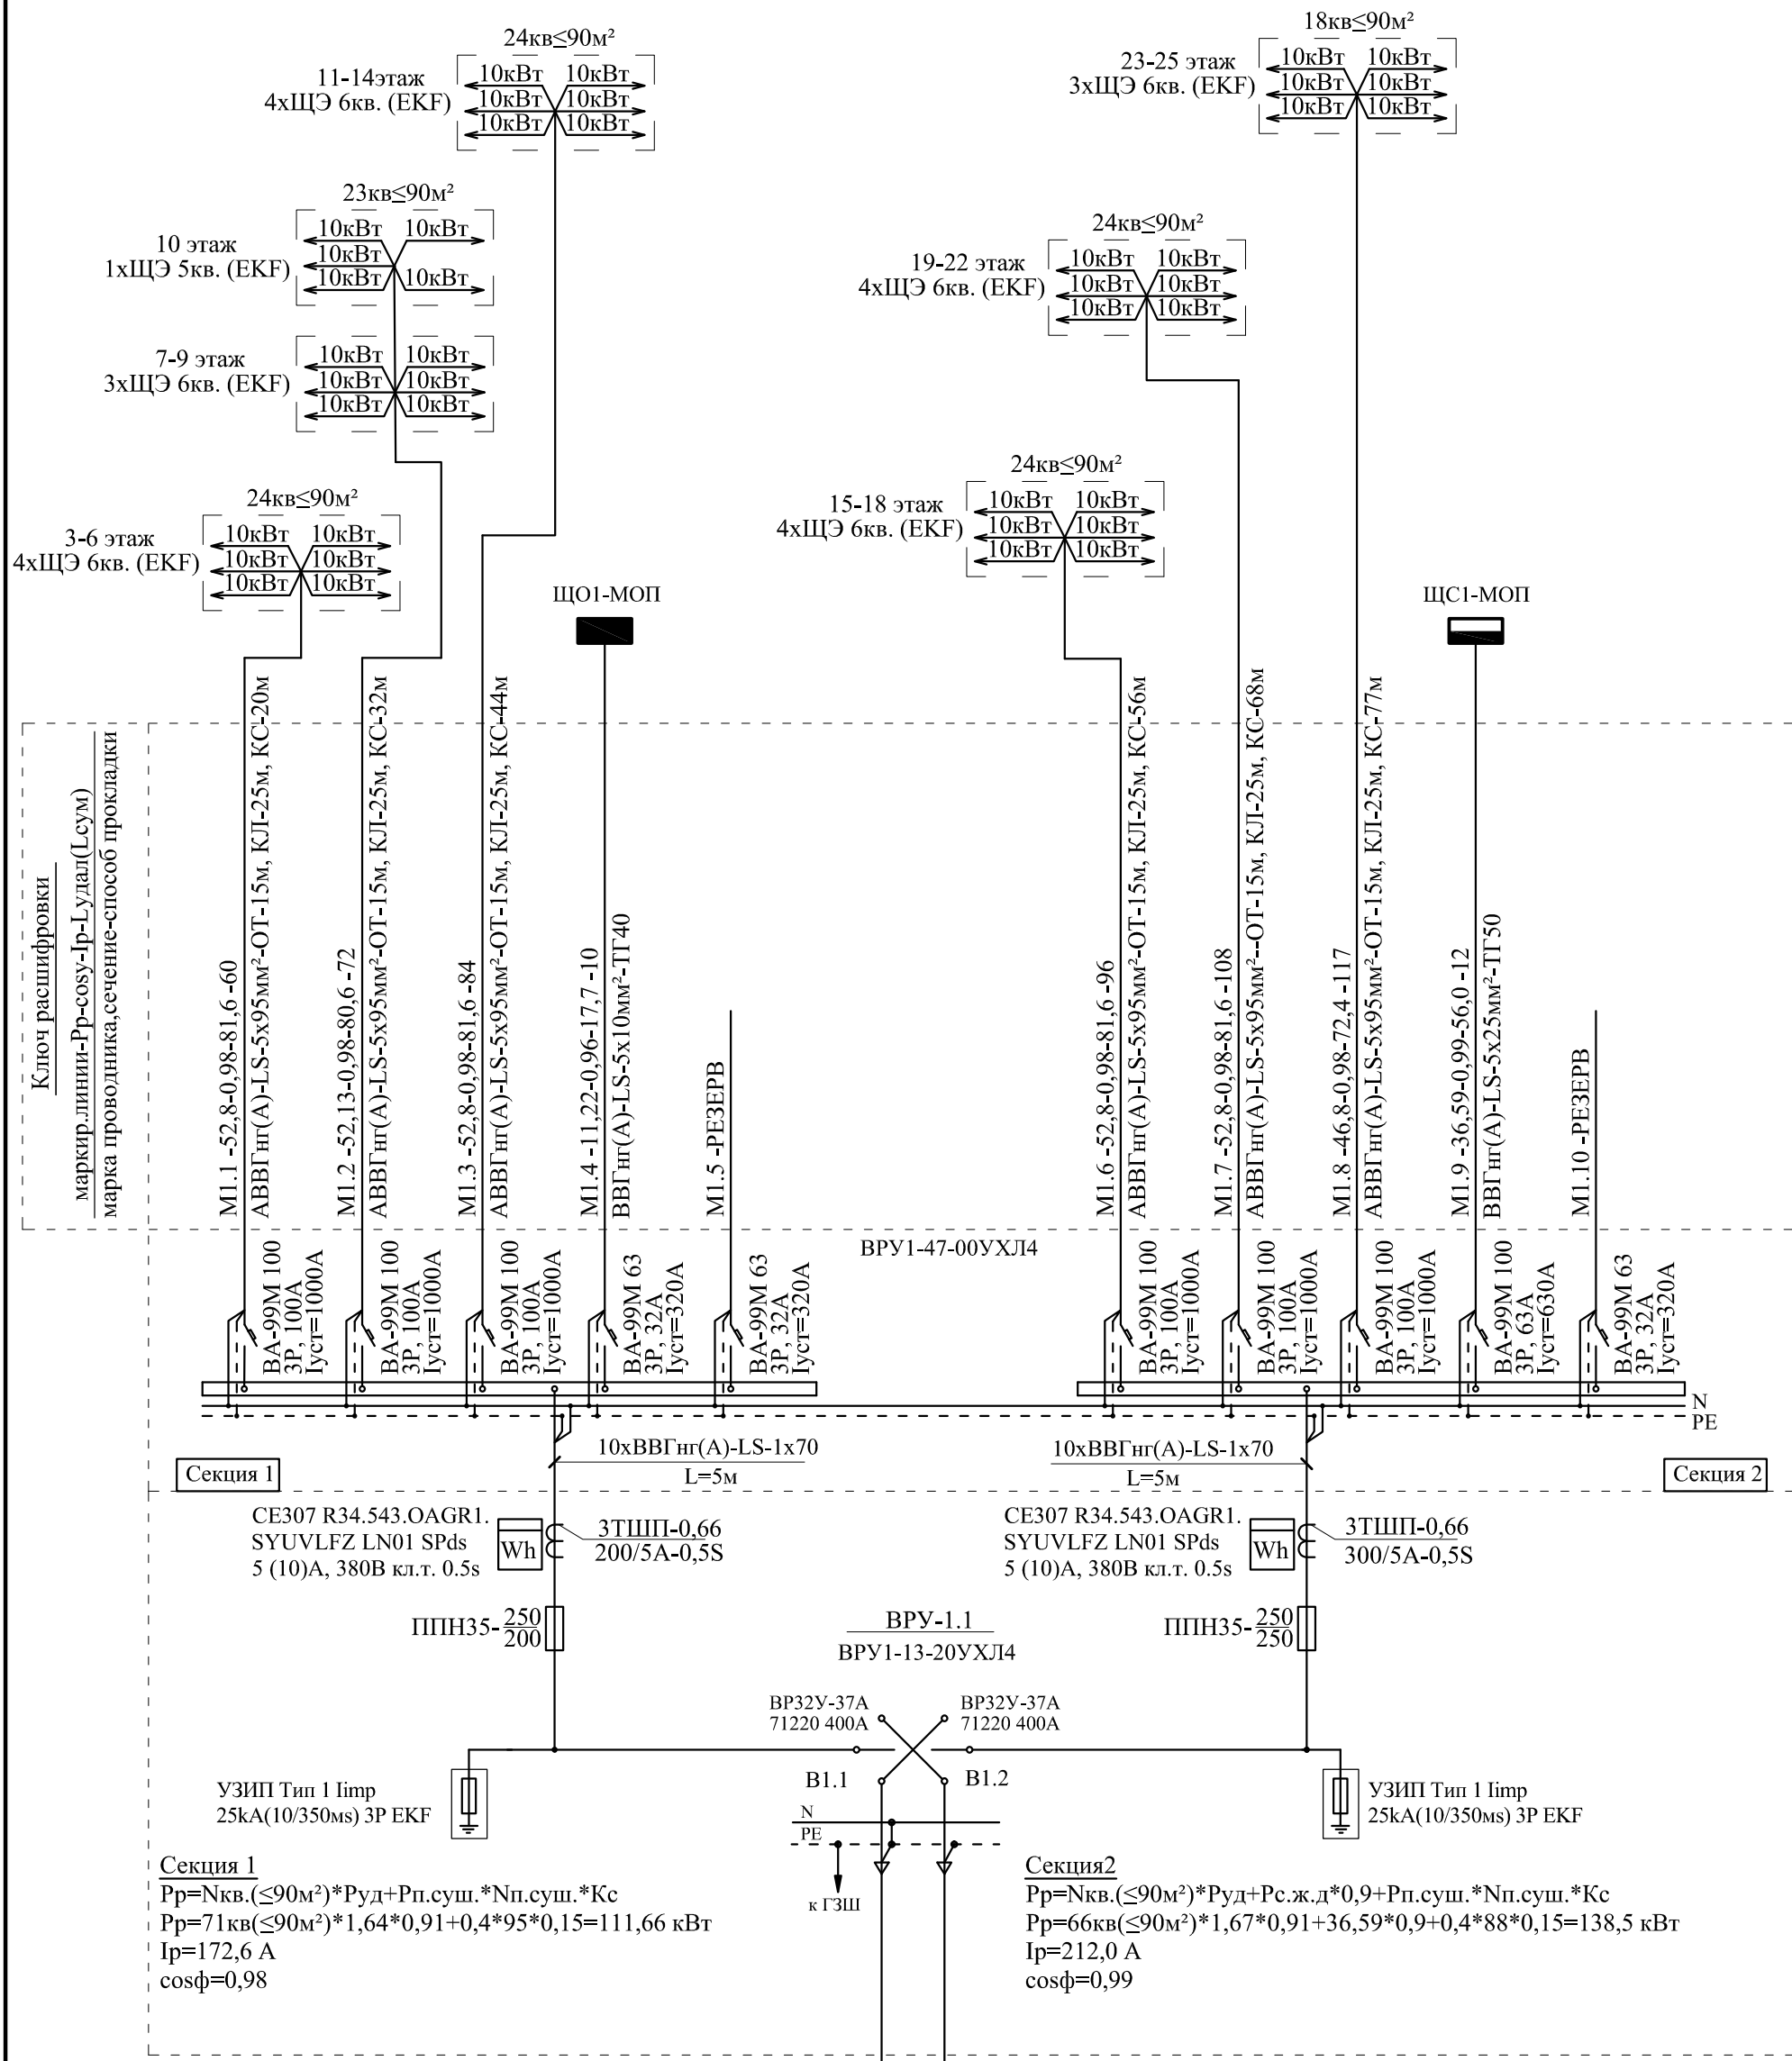 24кв≤90м²
11-14этаж
4хЩЭ 6кв. (EKF)
10кВт 10кВт
10кВт 10кВт
10кВт 10кВт
18кв≤90м²
23-25 этаж
3хЩЭ 6кв. (EKF)
10кВт 10кВт
10кВт 10кВт
10кВт 10кВт
23кв≤90м²
10 этаж
1хЩЭ 5кв. (EKF)
10кВт 10кВт
10кВт
10кВт 10кВт
7-9 этаж
3хЩЭ 6кв. (EKF)
10кВт 10кВт
10кВт 10кВт
10кВт 10кВт
24кв≤90м²
19-22 этаж
4хЩЭ 6кв. (EKF)
10кВт 10кВт
10кВт 10кВт
10кВт 10кВт
24кв≤90м²
3-6 этаж
4хЩЭ 6кв. (EKF)
10кВт 10кВт
10кВт 10кВт
10кВт 10кВт
24кв≤90м²
15-18 этаж
4хЩЭ 6кв. (EKF)
10кВт 10кВт
10кВт 10кВт
10кВт 10кВт
ЩО1-МОП
ЩС1-МОП
Ключ расшифровки
маркир.линии-Рр-cosy-Iр-Lудал(Lсум)
марка проводника,сечение-способ прокладки
М1.1 -52,8-0,98-81,6 -60
АВВГнг(А)-LS-5х95мм²-ОТ-15м, КЛ-25м, КС-20м
М1.2 -52,13-0,98-80,6 -72
АВВГнг(А)-LS-5х95мм²-ОТ-15м, КЛ-25м, КС-32м
М1.3 -52,8-0,98-81,6 -84
АВВГнг(А)-LS-5х95мм²-ОТ-15м, КЛ-25м, КС-44м
М1.4 -11,22-0,96-17,7 -10
ВВГнг(А)-LS-5х10мм²-ТГ40
М1.5 -РЕЗЕРВ
М1.6 -52,8-0,98-81,6 -96
АВВГнг(А)-LS-5х95мм²-ОТ-15м, КЛ-25м, КС-56м
М1.7 -52,8-0,98-81,6 -108
АВВГнг(А)-LS-5х95мм²--ОТ-15м, КЛ-25м, КС-68м
М1.8 -46,8-0,98-72,4 -117
АВВГнг(А)-LS-5х95мм²-ОТ-15м, КЛ-25м, КС-77м
М1.9 -36,59-0,99-56,0 -12
ВВГнг(А)-LS-5х25мм²-ТГ50
М1.10 -РЕЗЕРВ
ВРУ1-47-00УХЛ4
ВА-99М 100
3Р, 100А
Iуст=1000А
ВА-99М 100
3Р, 100А
Iуст=1000А
ВА-99М 100
3Р, 100А
Iуст=1000А
ВА-99М 63
3Р, 32А
Iуст=320А
ВА-99М 63
3Р, 32А
Iуст=320А
ВА-99М 100
3Р, 100А
Iуст=1000А
ВА-99М 100
3Р, 100А
Iуст=1000А
ВА-99М 100
3Р, 100А
Iуст=1000А
ВА-99М 100
3Р, 63А
Iуст=630А
ВА-99М 63
3Р, 32А
Iуст=320А
N
PE
10хВВГнг(А)-LS-1х70
L=5м
10хВВГнг(А)-LS-1х70
L=5м
Секция 1
Секция 2
CE307 R34.543.OAGR1.
SYUVLFZ LN01 SPds
5 (10)А, 380В кл.т. 0.5s
Wh
3ТШП-0,66
200/5А-0,5S
CE307 R34.543.OAGR1.
SYUVLFZ LN01 SPds
5 (10)А, 380В кл.т. 0.5s
Wh
3ТШП-0,66
300/5А-0,5S
ППН35-250
200
ВРУ-1.1
ВРУ1-13-20УХЛ4
ППН35-250
250
ВР32У-37А
71220 400А
ВР32У-37А
71220 400А
В1.1
В1.2
УЗИП Тип 1 Iimp
25kA(10/350мs) 3P EKF
N
PE
к ГЗШ
УЗИП Тип 1 Iimp
25kA(10/350мs) 3P EKF
Секция 1
Рр=Nкв.(≤90м²)*Руд+Рп.суш.*Nп.суш.*Кс
Рр=71кв(≤90м²)*1,64*0,91+0,4*95*0,15=111,66 кВт
Iр=172,6 А
cosф=0,98
Секция2
Рр=Nкв.(≤90м²)*Руд+Рс.ж.д*0,9+Рп.суш.*Nп.суш.*Кс
Рр=66кв(≤90м²)*1,67*0,91+36,59*0,9+0,4*88*0,15=138,5 кВт
Iр=212,0 А
cosф=0,99